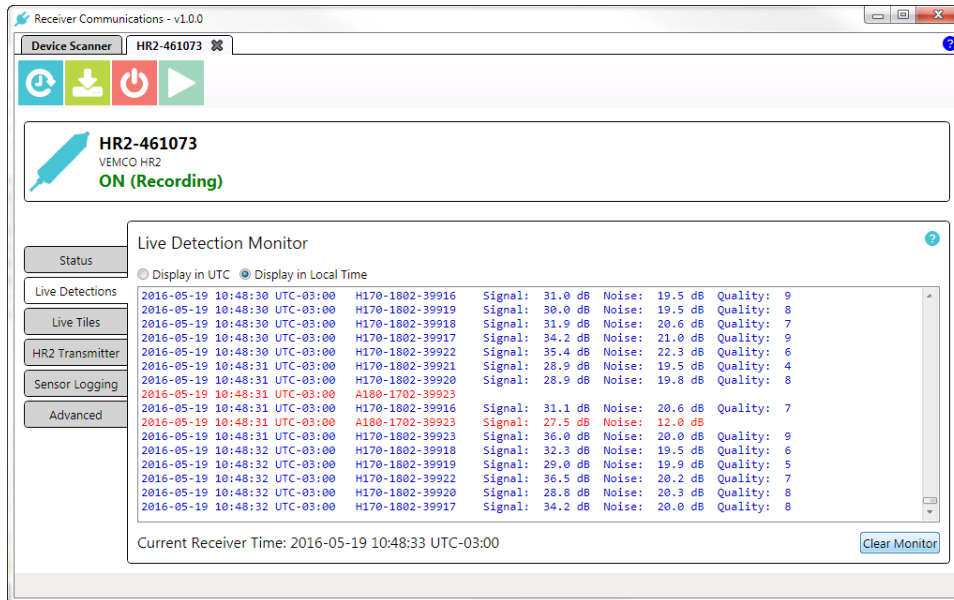 Receiver Communications - v1.0.0
Device Scanner HR2-461073
HR2-461073
VEMCO HR2
ON (Recording)
Status
Live Detections
Live Tiles
HR2 Transmitter
Sensor Logging
Advanced
Live Detection Monitor ?
Display in UTC Display in Local Time
2016-05-19 10:48:30 UTC-03:00 H170-1802-39916 Signal: 31.0 dB Noise: 19.5 dB Quality: 9
2016-05-19 10:48:30 UTC-03:00 H170-1802-39919 Signal: 30.0 dB Noise: 19.5 dB Quality: 8
2016-05-19 10:48:30 UTC-03:00 H170-1802-39918 Signal: 31.9 dB Noise: 20.6 dB Quality: 7
2016-05-19 10:48:30 UTC-03:00 H170-1802-39917 Signal: 34.2 dB Noise: 21.0 dB Quality: 9
2016-05-19 10:48:30 UTC-03:00 H170-1802-39922 Signal: 35.4 dB Noise: 22.3 dB Quality: 6
2016-05-19 10:48:31 UTC-03:00 H170-1802-39921 Signal: 28.9 dB Noise: 19.5 dB Quality: 4
2016-05-19 10:48:31 UTC-03:00 H170-1802-39920 Signal: 28.9 dB Noise: 19.8 dB Quality: 8
2016-05-19 10:48:31 UTC-03:00 A180-1702-39923
2016-05-19 10:48:31 UTC-03:00 H170-1802-39916 Signal: 31.1 dB Noise: 20.6 dB Quality: 7
2016-05-19 10:48:31 UTC-03:00 A180-1702-39923 Signal: 27.5 dB Noise: 12.0 dB
2016-05-19 10:48:31 UTC-03:00 H170-1802-39923 Signal: 36.0 dB Noise: 20.0 dB Quality: 9
2016-05-19 10:48:32 UTC-03:00 H170-1802-39918 Signal: 32.3 dB Noise: 19.5 dB Quality: 6
2016-05-19 10:48:32 UTC-03:00 H170-1802-39919 Signal: 29.0 dB Noise: 19.9 dB Quality: 5
2016-05-19 10:48:32 UTC-03:00 H170-1802-39922 Signal: 36.5 dB Noise: 20.2 dB Quality: 7
2016-05-19 10:48:32 UTC-03:00 H170-1802-39920 Signal: 28.8 dB Noise: 20.3 dB Quality: 8
2016-05-19 10:48:32 UTC-03:00 H170-1802-39917 Signal: 34.2 dB Noise: 20.0 dB Quality: 8
Current Receiver Time: 2016-05-19 10:48:33 UTC-03:00 Clear Monitor